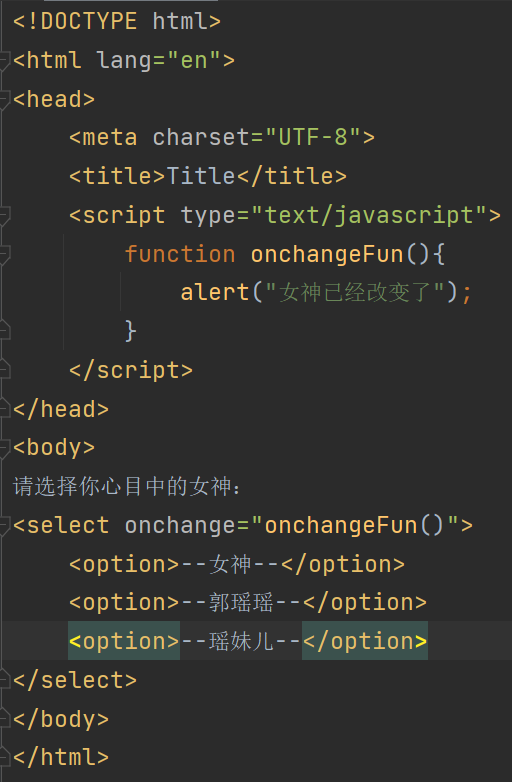 <!DOCTYPE html>
<html lang="en">
<head>
    <meta charset="UTF-8">
    <title>Title</title>
    <script type="text/javascript">
        function onchangeFun(){
            alert("女神已经改变了");
        }
    </script>
</head>
<body>
请选择你心目中的女神：
<select onchange="onchangeFun()">
    <option>--女神--</option>
    <option>--郭瑶瑶--</option>
    <option>--瑶妹儿--</option>
</select>
</body>
</html>